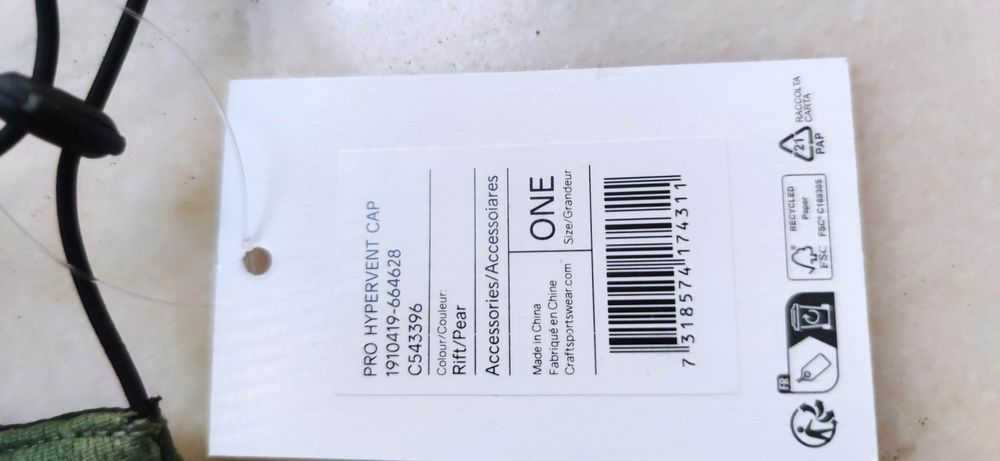 PRO HYPERVENT CAP
1910419-664628
C543396
Colour/Couleur:
Rift/Pear
Accessories/Accessoiares
Made in China
Fabriqué en Chine
Craftsportswear.com
ONE
Size/Grandeur
7 318574 174311
FR
RECYCLED
Paper
FSC
FSC® C169305
21
PAP
RACCOLTA
CARTA